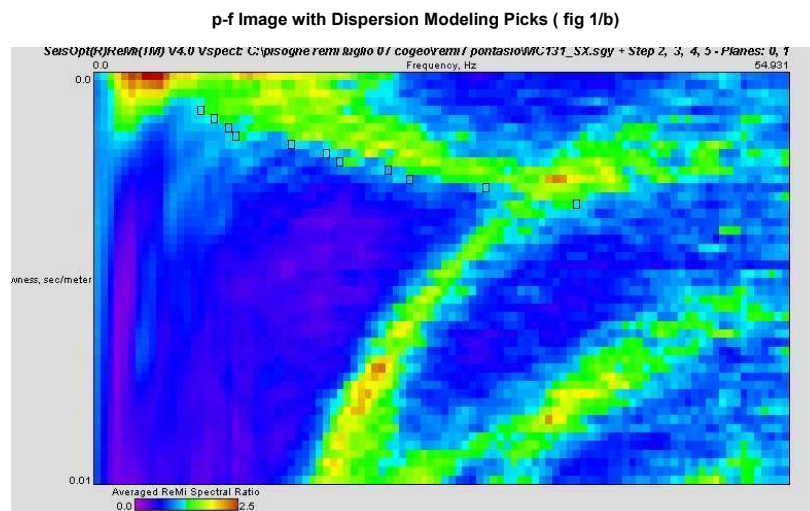 p-f Image with Dispersion Modeling Picks ( fig 1/b)
SeisOpt(R)ReMi(TM) V4.0 Vspect: C:\pisogne remi luglio 07 cogeo\remi7 pontasio\MC131_SX.sgy + Step 2, 3, 4, 5 - Planes: 0, 1
0.0 Frequency, Hz 54.931
0.0
wness, sec/meter
0.01
Averaged ReMi Spectral Ratio
0.0 2.5